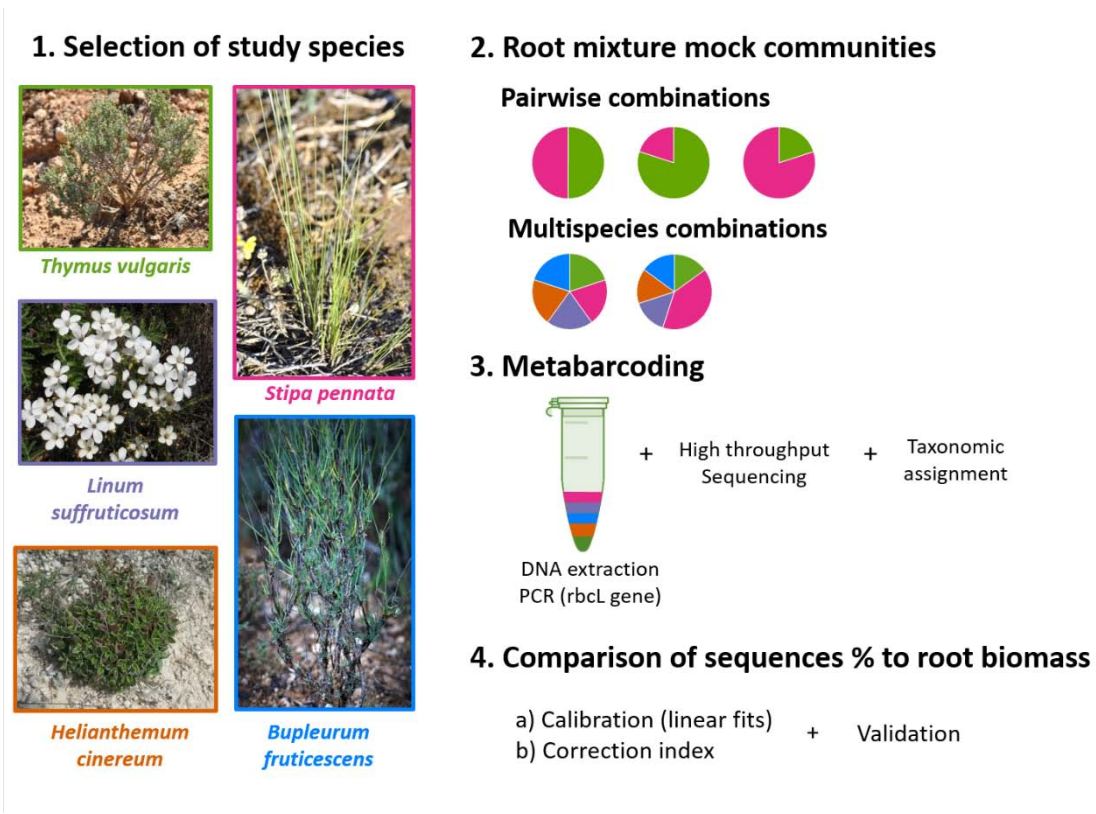 1. Selection of study species
Thymus vulgaris
Stipa pennata
Linum
suffruticosum
Helianthemum
cinereum
Bupleurum
fruticescens
2. Root mixture mock communities
Pairwise combinations
Multispecies combinations
3. Metabarcoding
+
High throughput
Sequencing
+
Taxonomic
assignment
DNA extraction
PCR (rbcL gene)
4. Comparison of sequences % to root biomass
a) Calibration (linear fits)
b) Correction index
+
Validation